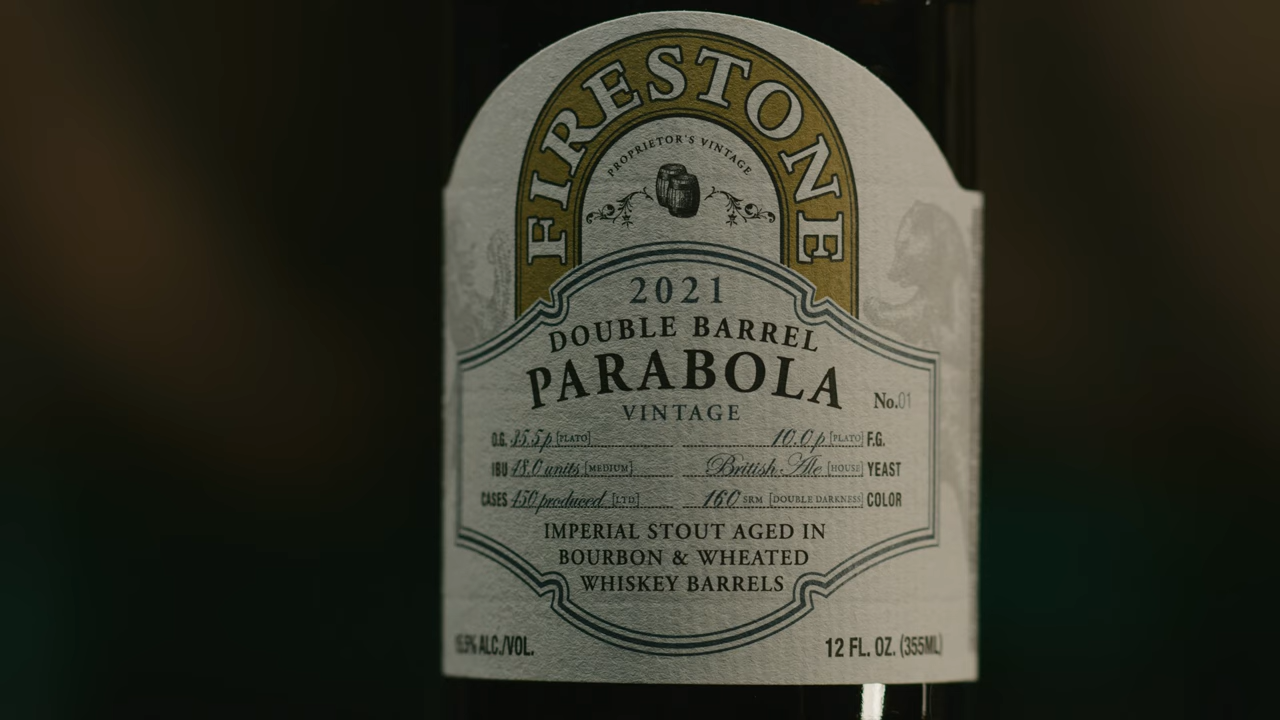 FIRESTONE
PROPRIETOR'S VINTAGE
2021
DOUBLE BARREL
PARABOLA
VINTAGE
No.01
O.G. 35.5p [PLATO] 10.0p [PLATO] F.G.
IBU 48.0 units [MEDIUM] British Ale [HOUSE] YEAST
CASES 450 produced [LTD.] 160 SRM [DOUBLE DARKNESS] COLOR
IMPERIAL STOUT AGED IN
BOURBON & WHEATED
WHISKEY BARRELS
ALC./VOL. 12 FL. OZ. (355ML)